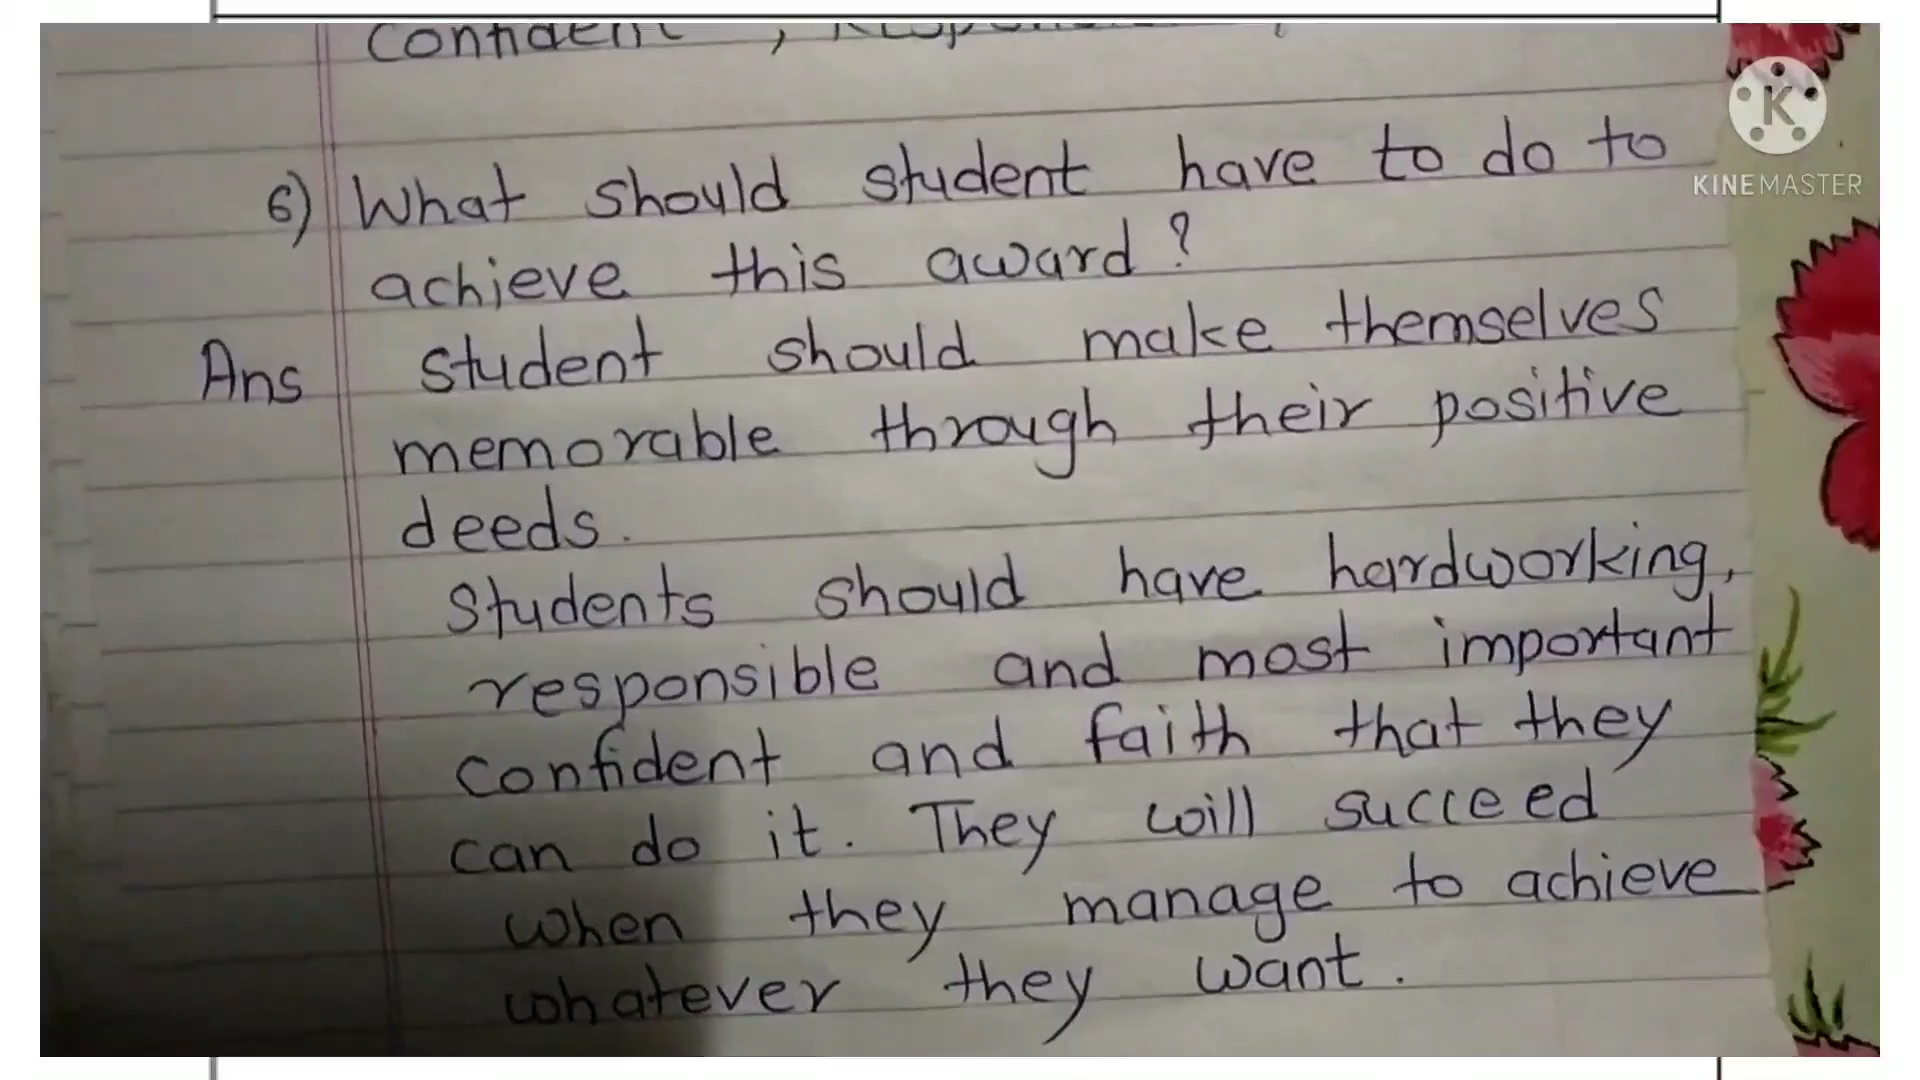 confident,
6) What should student have to do to
achieve this award?
Ans student should make themselves
memorable through their positive
deeds.
Students should have hardworking,
responsible and most important
confident and faith that they
can do it. They will succeed
when they manage to achieve
whatever they want.
K
KINEMASTER